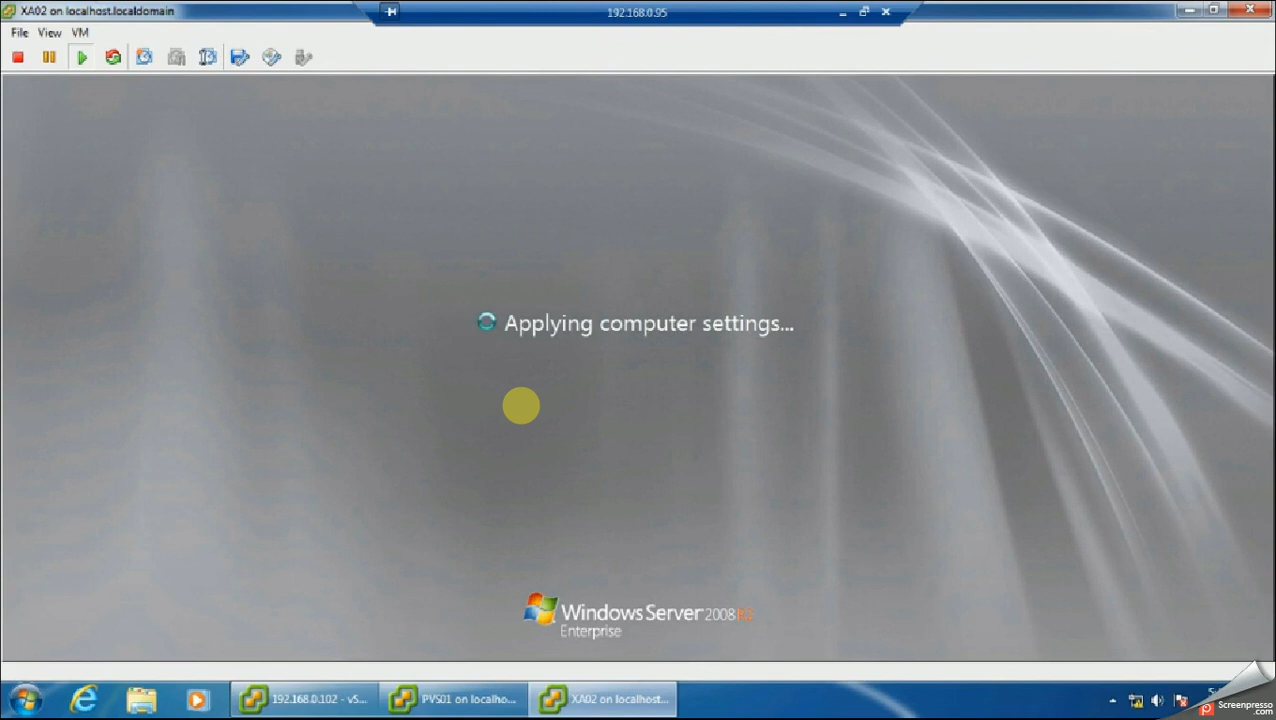 XA02 on localhost.localdomain
192.168.0.95
File View VM
Applying computer settings...
Windows Server 2008 R2
Enterprise
192.168.0.102 - vS...
PVS01 on localho...
XA02 on localhost...
Screenpresso
.com